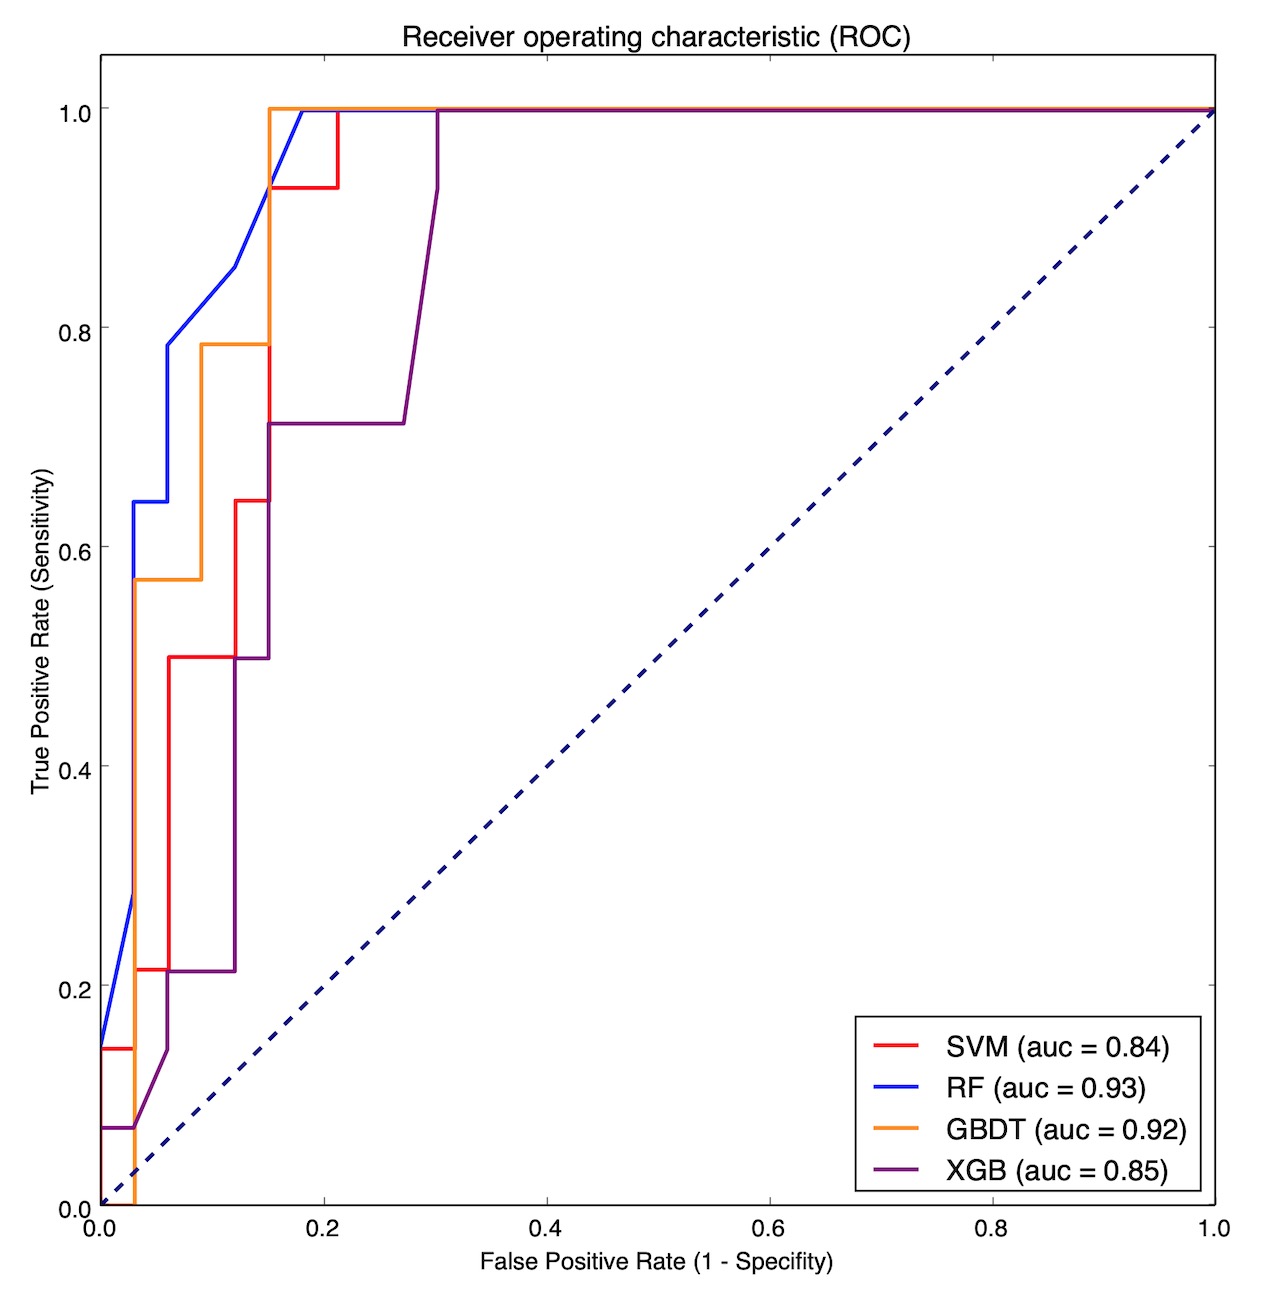 Receiver operating characteristic (ROC)
True Positive Rate (Sensitivity)
1.0
0.8
0.6
0.4
0.2
0.0
SVM (auc = 0.84)
RF (auc = 0.93)
GBDT (auc = 0.92)
XGB (auc = 0.85)
0.0 0.2 0.4 0.6 0.8 1.0
False Positive Rate (1 - Specifity)